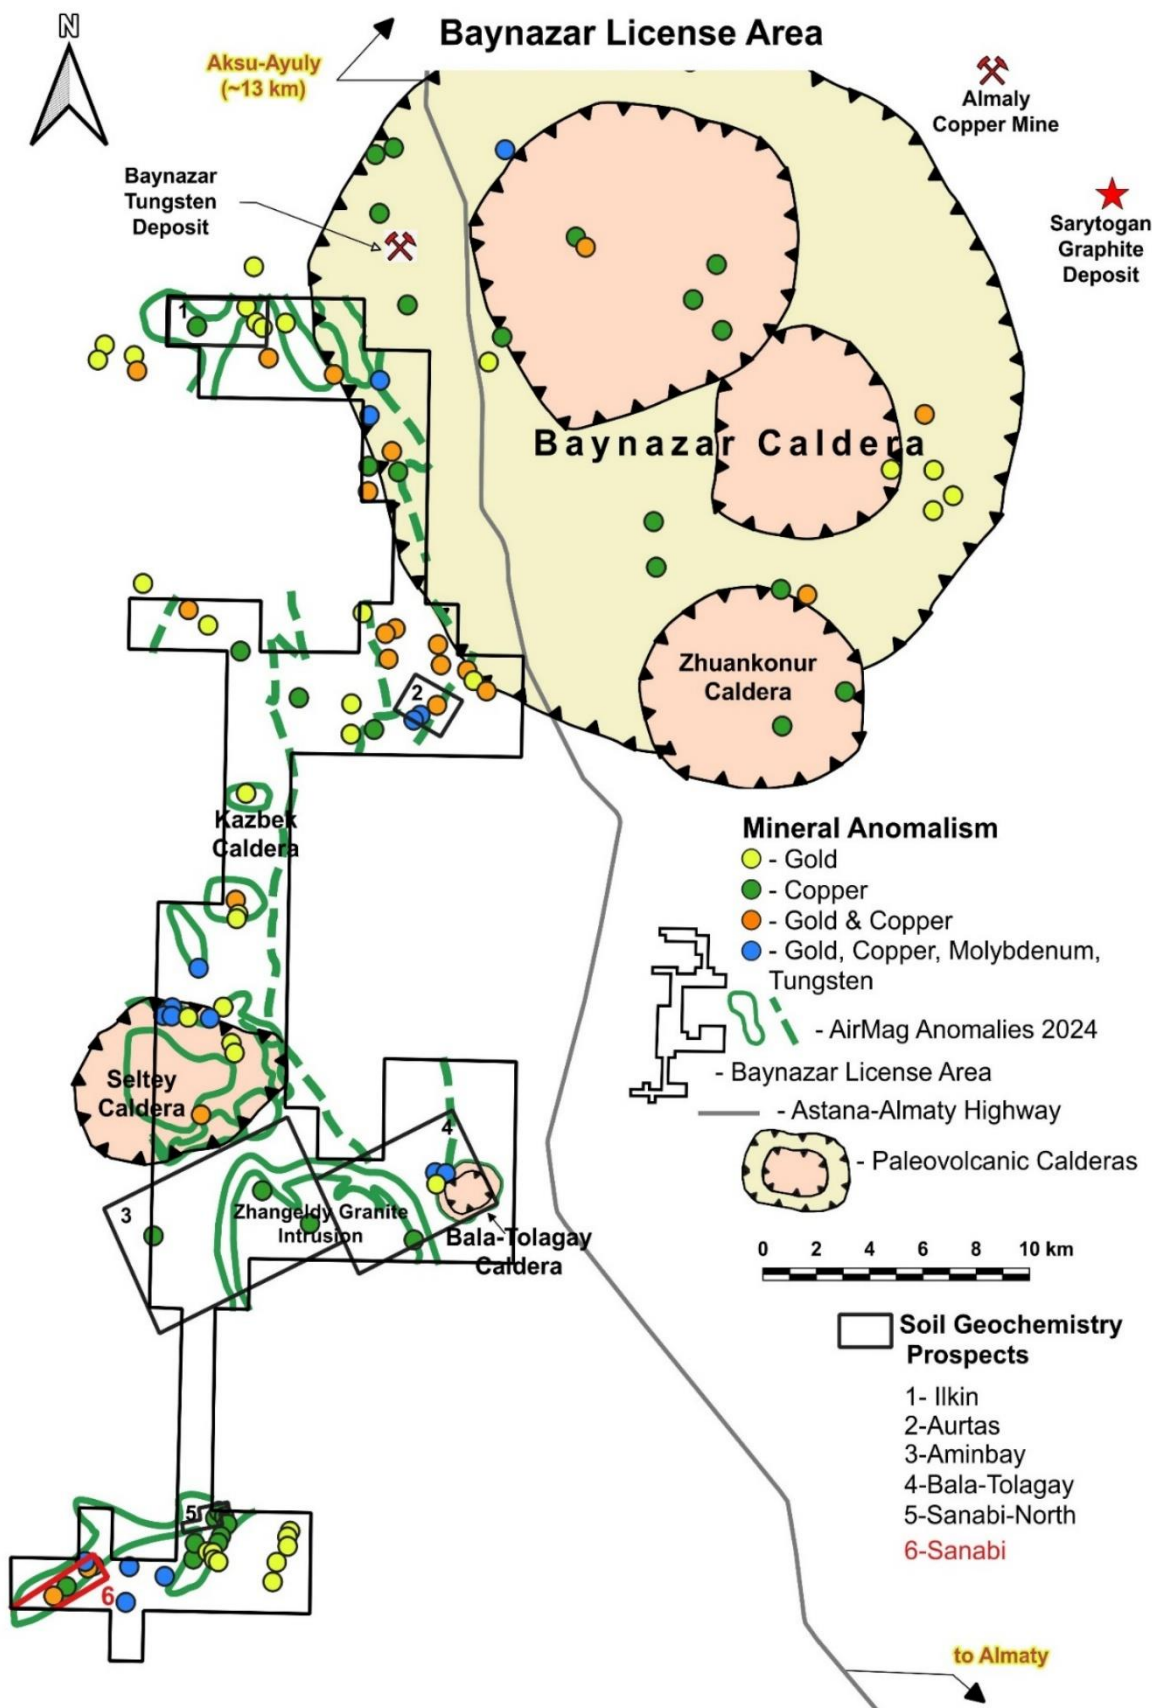 N
Baynazar License Area
Aksu-Ayuly
(~13 km)
Almaly
Copper Mine
Baynazar
Tungsten
Deposit
Sarytogan
Graphite
Deposit
1
Baynazar Caldera
Zhuankonur
Caldera
2
Kazbek
Caldera
Mineral Anomalism
- Gold
- Copper
- Gold & Copper
- Gold, Copper, Molybdenum,
Tungsten
- AirMag Anomalies 2024
- Baynazar License Area
- Astana-Almaty Highway
- Paleovolcanic Calderas
Seltey
Caldera
4
3
Zhangeldy Granite
Intrusion
Bala-Tolagay
Caldera
0 2 4 6 8 10 km
Soil Geochemistry
Prospects
1- Ilkin
2-Aurtas
3-Aminbay
4-Bala-Tolagay
5-Sanabi-North
6-Sanabi
5
6
to Almaty